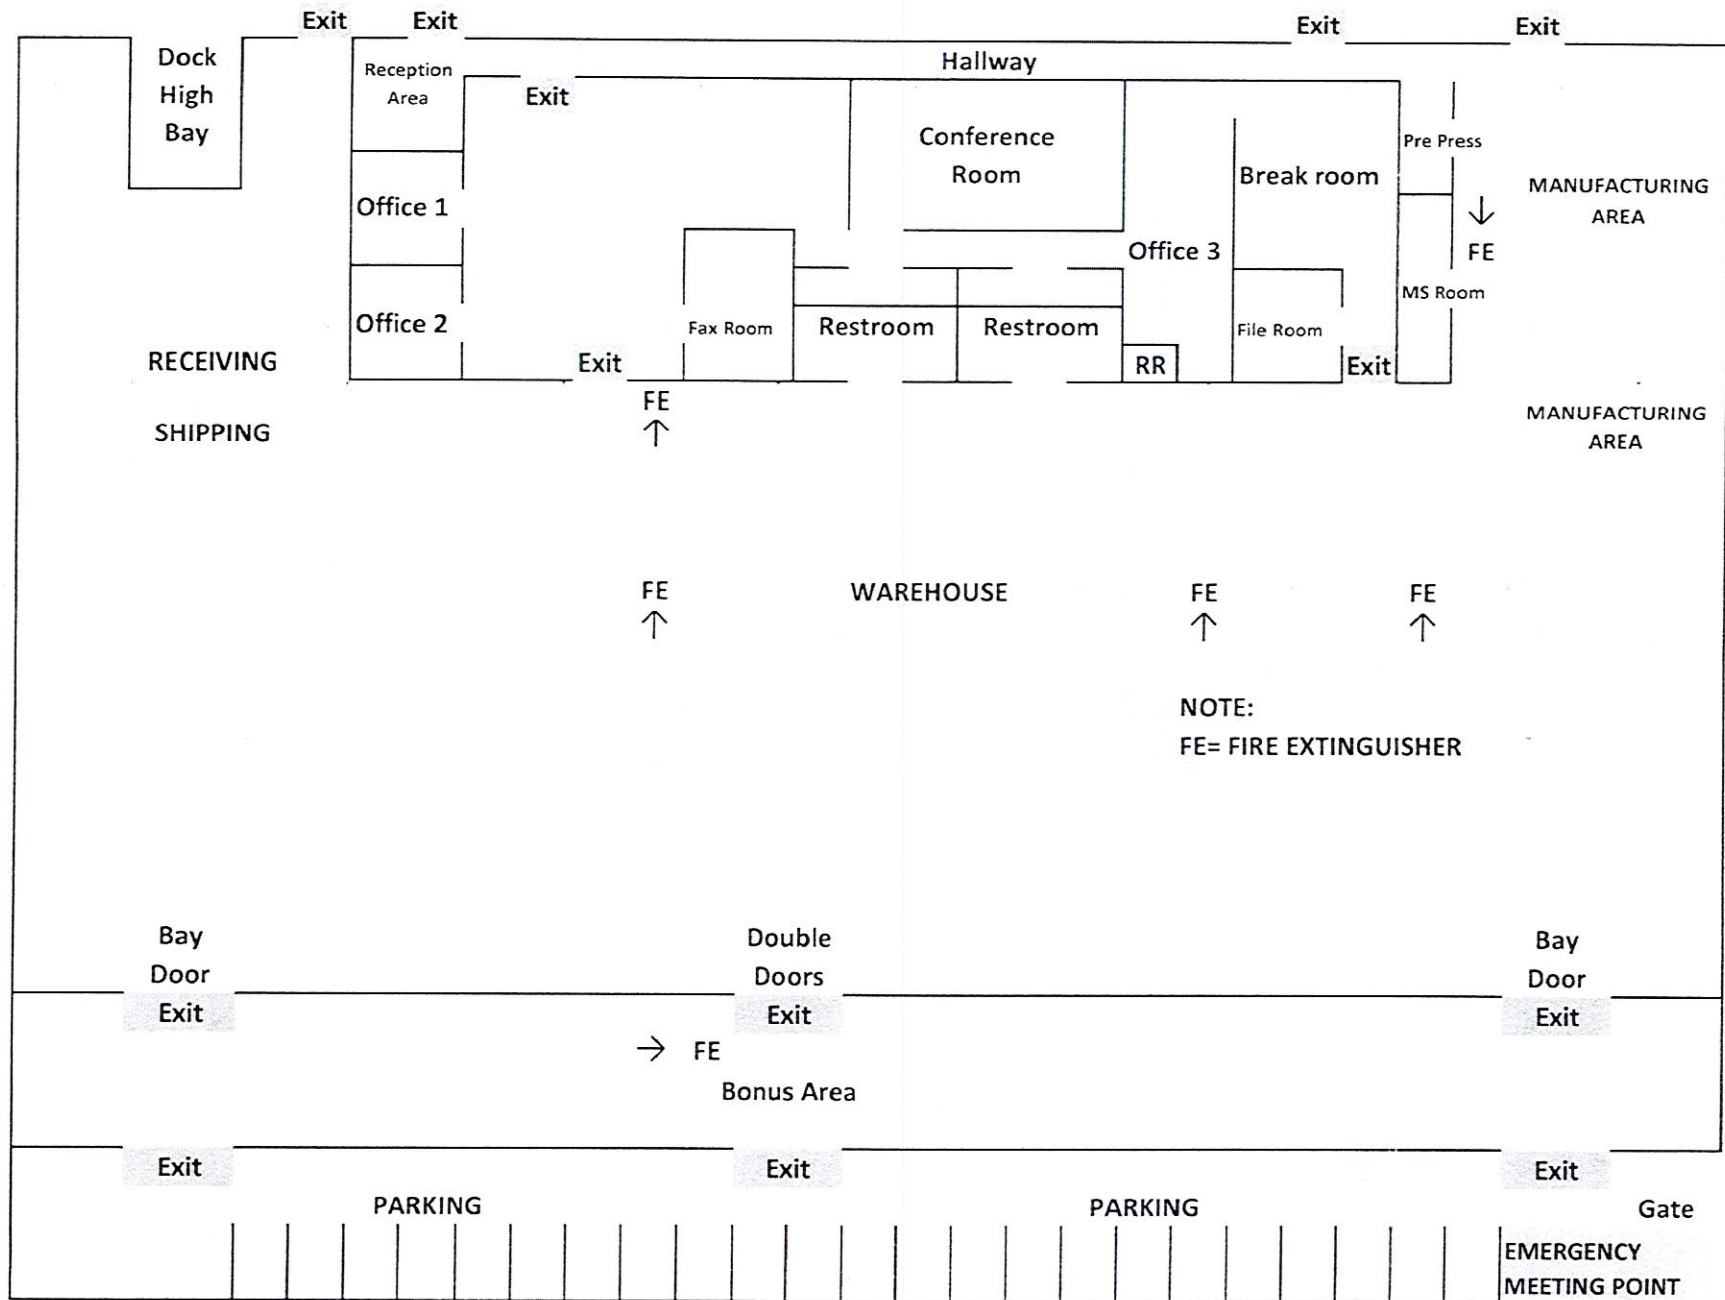 Exit
Exit
Exit
Exit
Dock
High
Bay
Reception
Area
Hallway
Exit
Conference
Room
Pre Press
Break room
MANUFACTURING
AREA
Office 1
Office 3
FE
MS Room
Office 2
Fax Room
Restroom
Restroom
File Room
RECEIVING
Exit
RR
Exit
FE
SHIPPING
MANUFACTURING
AREA
FE
WAREHOUSE
FE
FE
NOTE:
FE= FIRE EXTINGUISHER
Bay
Door
Exit
Double
Doors
Exit
Bay
Door
Exit
FE
Bonus Area
Exit
Exit
Exit
PARKING
PARKING
Gate
EMERGENCY
MEETING POINT